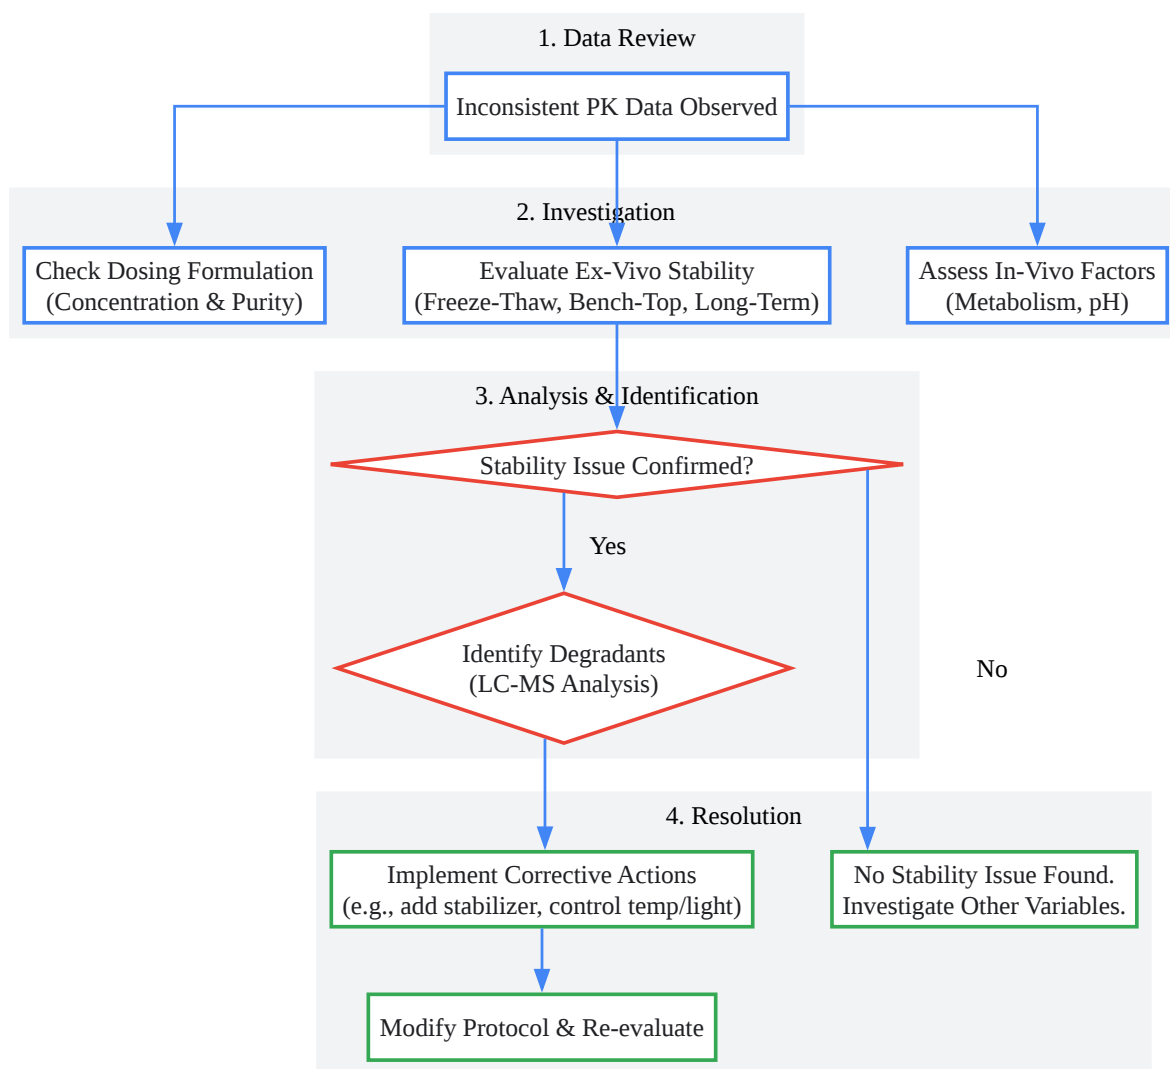 1. Data Review
Inconsistent PK Data Observed
2. Investigation
Check Dosing Formulation
(Concentration & Purity)
Evaluate Ex-Vivo Stability
(Freeze-Thaw, Bench-Top, Long-Term)
Assess In-Vivo Factors
(Metabolism, pH)
3. Analysis & Identification
Stability Issue Confirmed?
Yes
Identify Degradants
(LC-MS Analysis)
No
4. Resolution
Implement Corrective Actions
(e.g., add stabilizer, control temp/light)
No Stability Issue Found.
Investigate Other Variables.
Modify Protocol & Re-evaluate